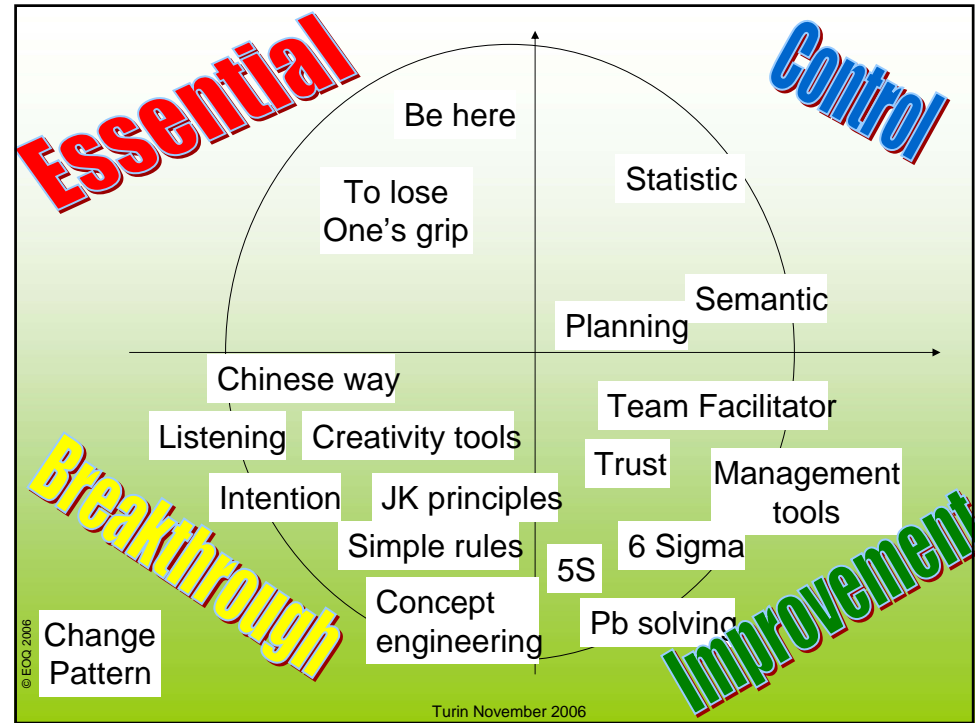 Essential
Control
Be here
To lose
One's grip
Statistic
Semantic
Planning
Chinese way
Team Facilitator
Listening
Creativity tools
Trust
Management
tools
Intention
JK principles
Simple rules
6 Sigma
5S
Concept
engineering
Pb solving
Breakthrough
Improvement
Change
Pattern
© EOQ 2006
Turin November 2006